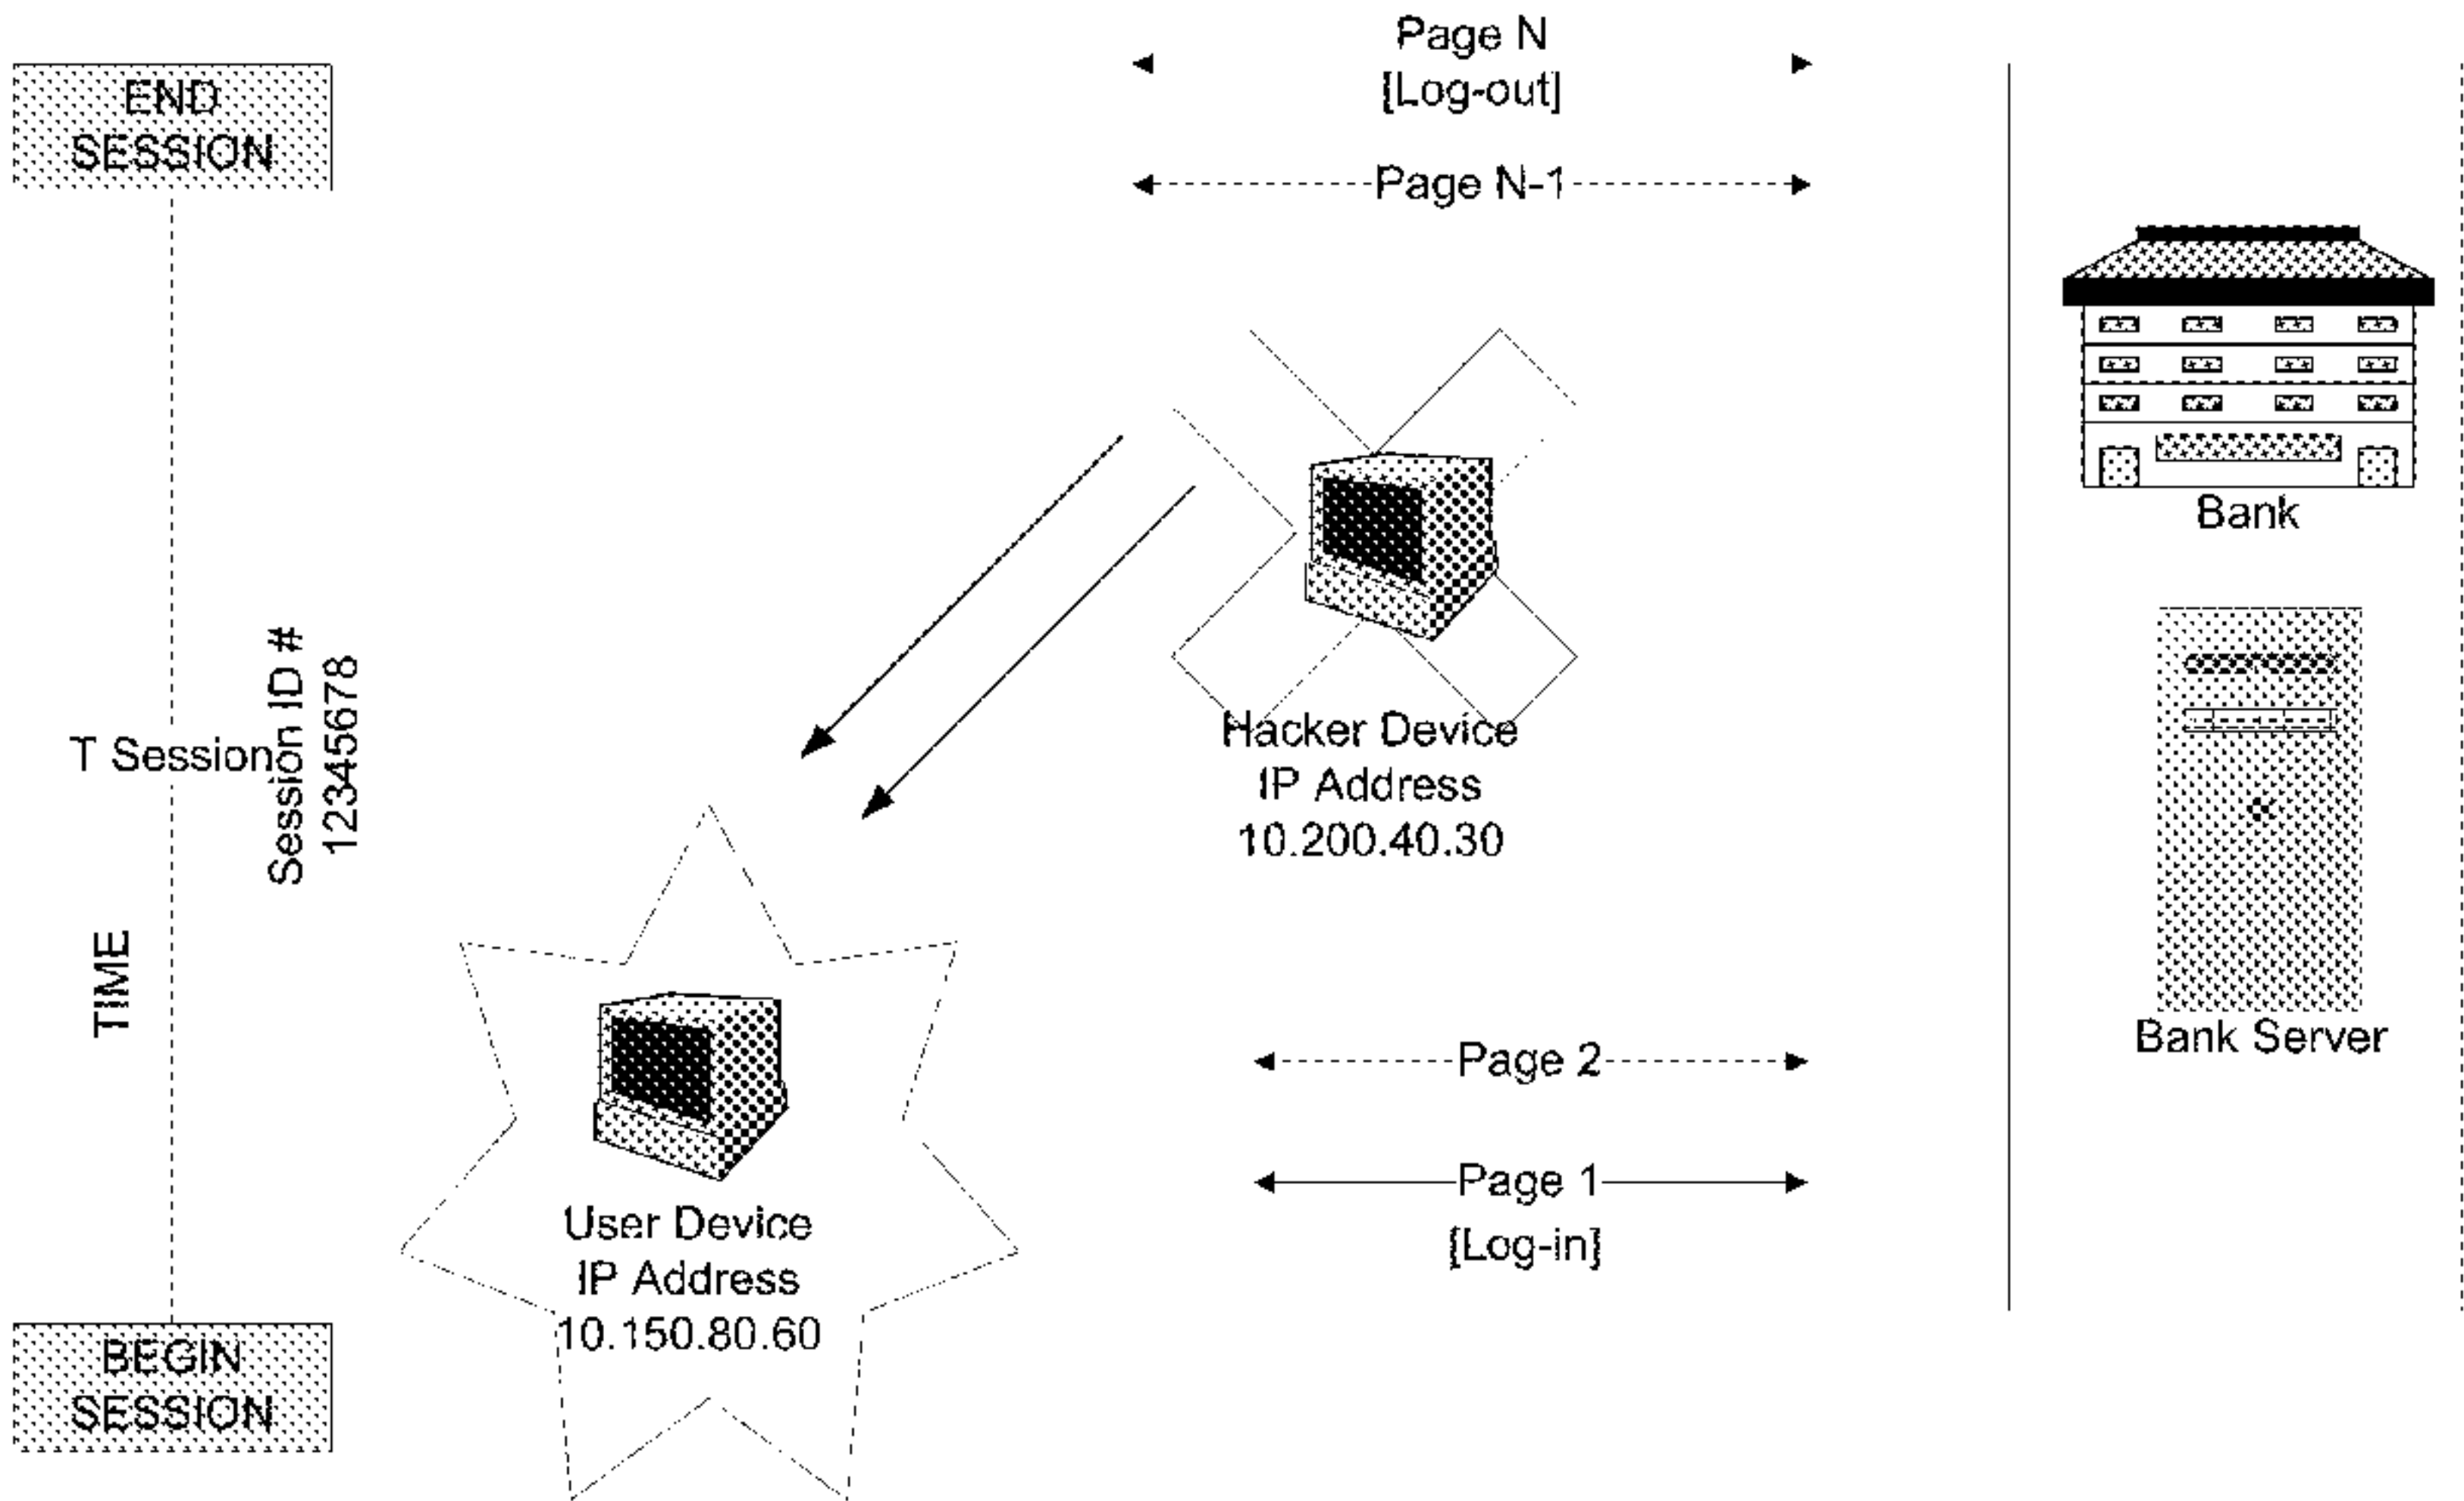 Page N
[Log-out]
END
SESSION
Page N-1
Bank
Session ID #
12345678
T Session
Hacker Device
IP Address
10.200.40.30
TIME
Bank Server
Page 2
Page 1
[Log-in]
User Device
IP Address
10.150.80.60
BEGIN
SESSION